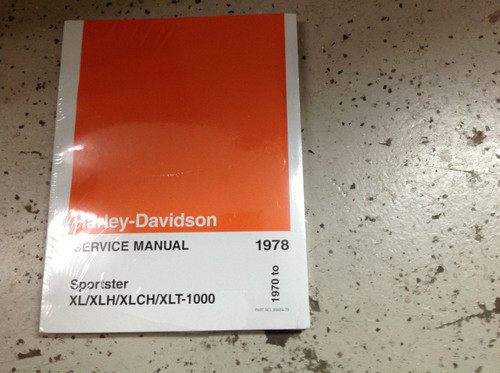 Harley-Davidson
SERVICE MANUAL 1978
1970 to
Sportster
XL/XLH/XLCH/XLT-1000